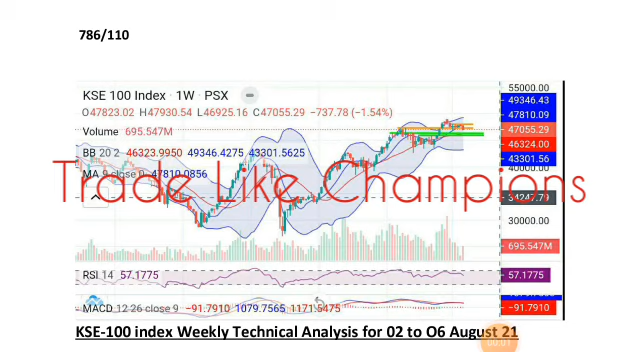 786/110
KSE 100 Index · 1W · PSX
O47823.02 H47930.54 L46925.16 C47055.29 −737.78 (−1.54%)
Volume 695.547M
BB 20 2 46323.9950 49346.4275 43301.5625
MA 9 close 0 47810.0856
Trade Like Champions
55000.00
49346.43
47810.09
47055.29
46324.00
43301.56
40000.00
34247.79
30000.00
695.547M
RSI 14 57.1775
57.1775
MACD 12 26 close 9 −91.7910 1079.7565 1171.5475
−91.7910
KSE-100 index Weekly Technical Analysis for 02 to O6 August 21
00:01